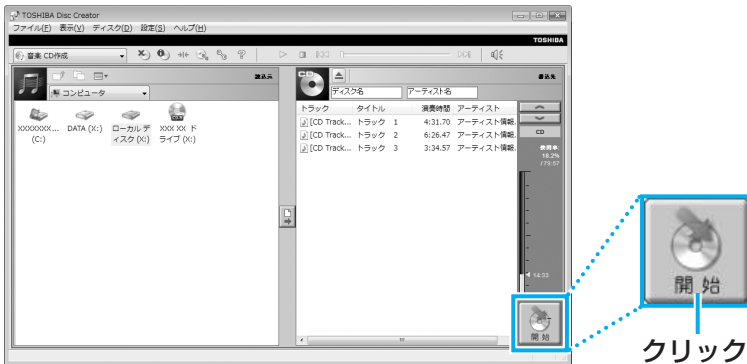 TOSHIBA Disc Creator
ファイル(F) 表示(V) ディスク(D) 設定(S) ヘルプ(H)
TOSHIBA
音楽 CD作成
読込元
コンピュータ
XXXXXXX... (C:)
DATA (X:)
ローカル ディスク (X:)
XXX XX ドライブ (X:)
CD
書込先
ディスク名
アーティスト名
トラック タイトル 演奏時間 アーティスト
[CD Track... トラック 1 4:31.70 アーティスト情報.
[CD Track... トラック 2 6:26.47 アーティスト情報.
[CD Track... トラック 3 3:34.57 アーティスト情報.
CD
使用率:
18.2%
/79:57
14:33
開始
開始
クリック